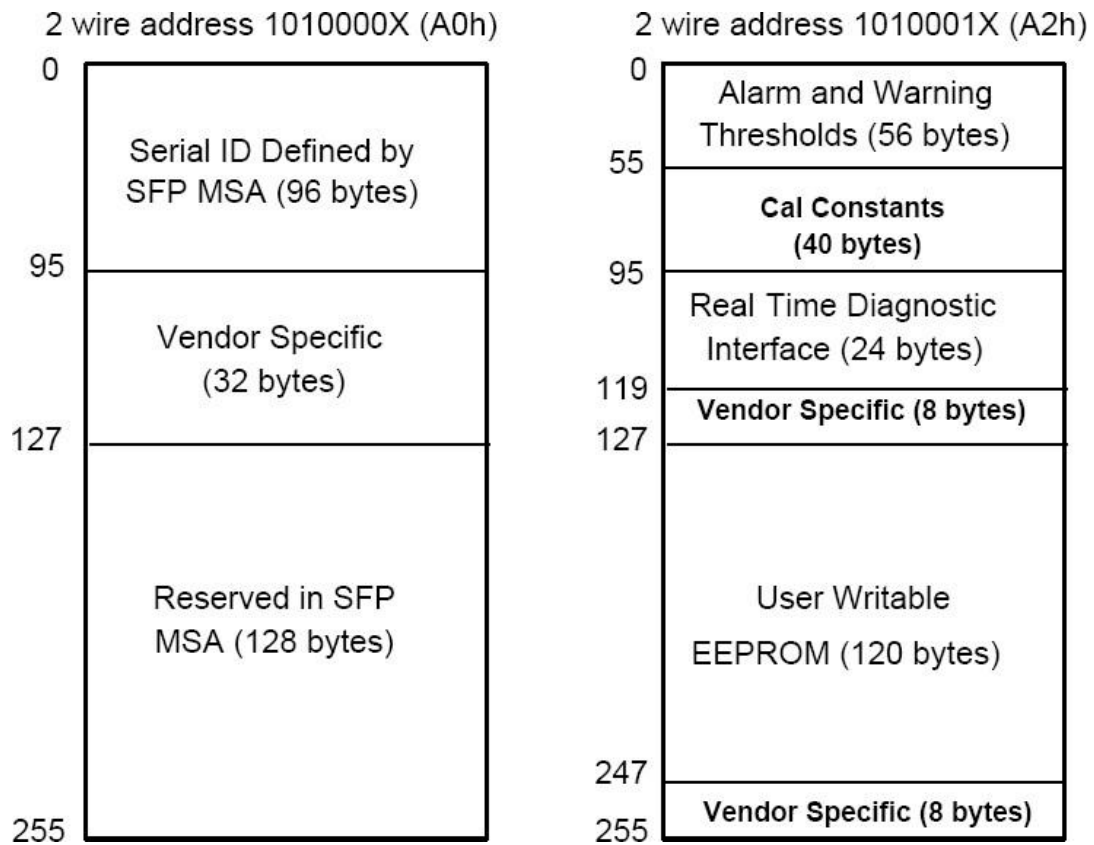 2 wire address 1010000X (A0h)
0
Serial ID Defined by
SFP MSA (96 bytes)
95
Vendor Specific
(32 bytes)
127
Reserved in SFP
MSA (128 bytes)
255
2 wire address 1010001X (A2h)
0
Alarm and Warning
Thresholds (56 bytes)
55
Cal Constants
(40 bytes)
95
Real Time Diagnostic
Interface (24 bytes)
119
Vendor Specific (8 bytes)
127
User Writable
EEPROM (120 bytes)
247
Vendor Specific (8 bytes)
255